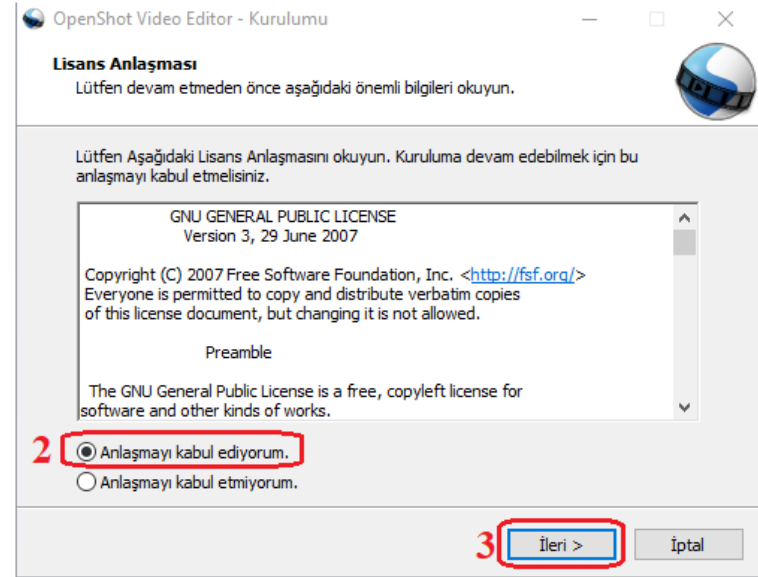 OpenShot Video Editor - Kurulumu
Lisans Anlaşması
Lütfen devam etmeden önce aşağıdaki önemli bilgileri okuyun.
Lütfen Aşağıdaki Lisans Anlaşmasını okuyun. Kuruluma devam edebilmek için bu
anlaşmayı kabul etmelisiniz.
GNU GENERAL PUBLIC LICENSE
Version 3, 29 June 2007
Copyright (C) 2007 Free Software Foundation, Inc. <http://fsf.org/>
Everyone is permitted to copy and distribute verbatim copies
of this license document, but changing it is not allowed.
Preamble
The GNU General Public License is a free, copyleft license for
software and other kinds of works.
2 Anlaşmayı kabul ediyorum.
Anlaşmayı kabul etmiyorum.
3 İleri > İptal